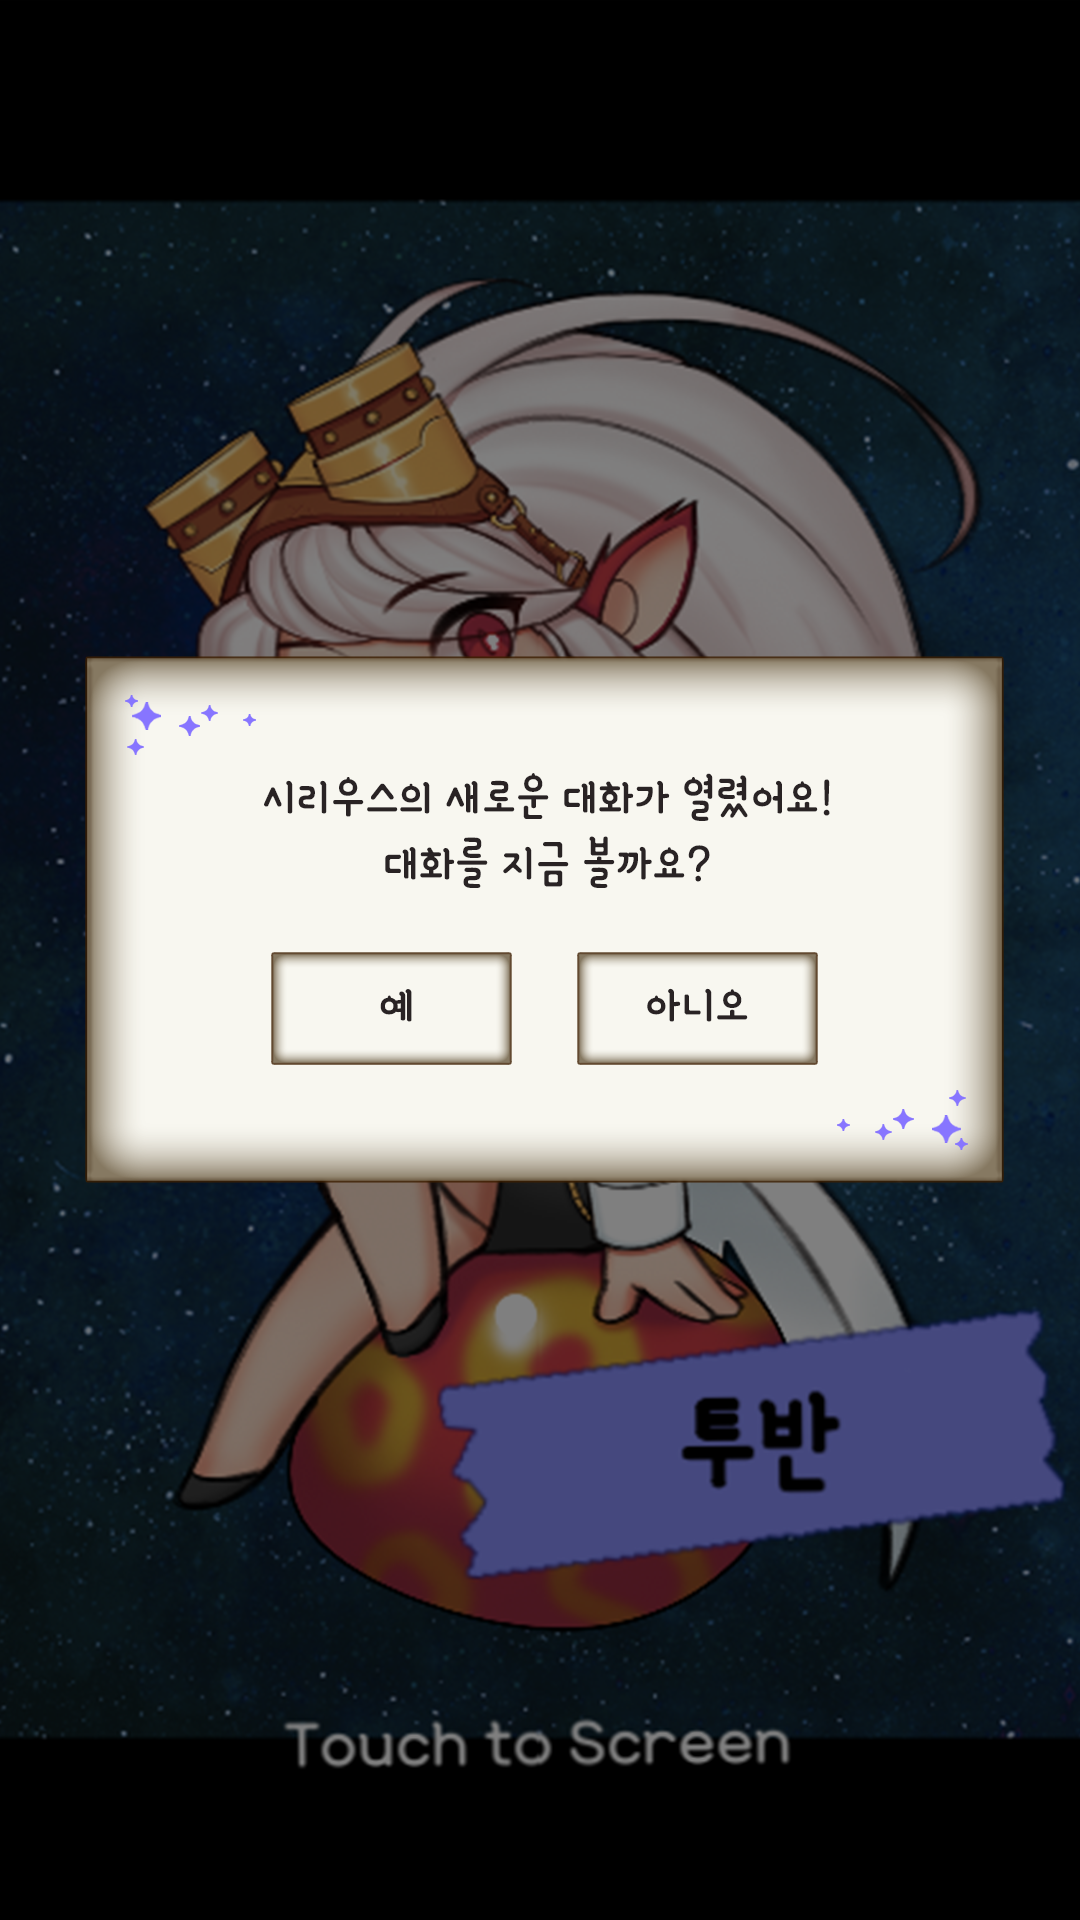 시리우스의 새로운 대화가 열렸어요!
대화를 지금 볼까요?
예
아니오
투반
Touch to Screen